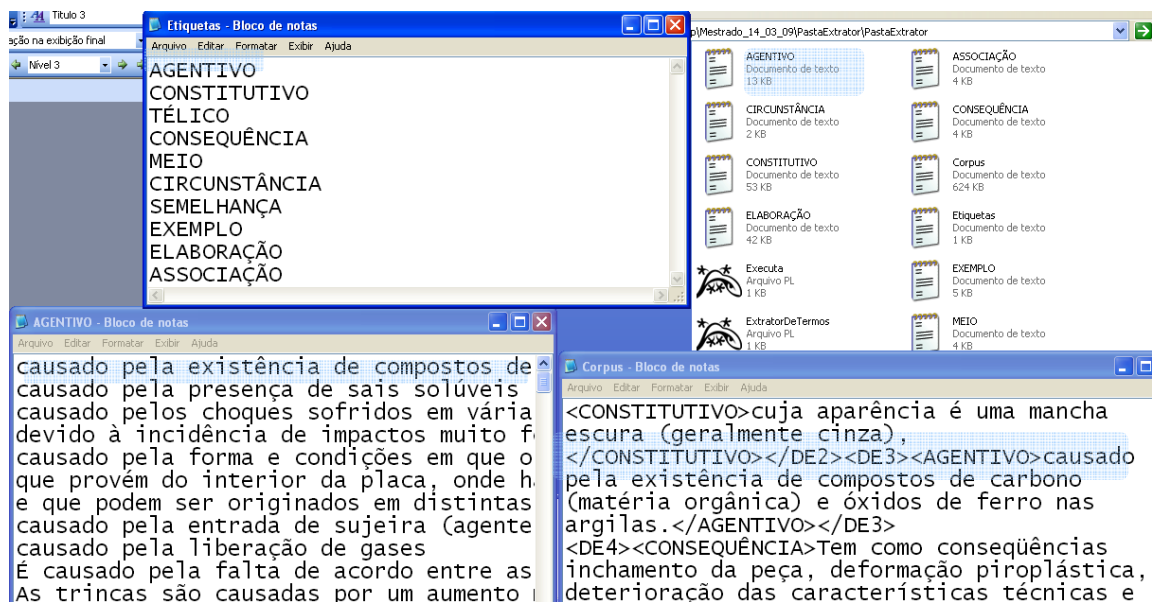 Titulo 3
ação na exibição final
Nível 3
Etiquetas - Bloco de notas
Arquivo Editar Formatar Exibir Ajuda
AGENTIVO
CONSTITUTIVO
TÉLICO
CONSEQUÊNCIA
MEIO
CIRCUNSTÂNCIA
SEMELHANÇA
EXEMPLO
ELABORAÇÃO
ASSOCIAÇÃO
p\Mestrado_14_03_09\PastaExtrator\PastaExtrator
AGENTIVO
Documento de texto
13 KB
ASSOCIAÇÃO
Documento de texto
4 KB
CIRCUNSTÂNCIA
Documento de texto
2 KB
CONSEQUÊNCIA
Documento de texto
4 KB
CONSTITUTIVO
Documento de texto
53 KB
Corpus
Documento de texto
624 KB
ELABORAÇÃO
Documento de texto
42 KB
Etiquetas
Documento de texto
1 KB
Executa
Arquivo PL
1 KB
EXEMPLO
Documento de texto
5 KB
ExtratorDeTermos
Arquivo PL
1 KB
MEIO
Documento de texto
4 KB
AGENTIVO - Bloco de notas
Arquivo Editar Formatar Exibir Ajuda
causado pela existência de compostos de
causado pela presença de sais solúveis
causado pelos choques sofridos em vária
devido à incidência de impactos muito f
causado pela forma e condições em que o
que provém do interior da placa, onde h
e que podem ser originados em distintas
causado pela entrada de sujeira (agente
causado pela liberação de gases
É causado pela falta de acordo entre as
As trincas são causadas por um aumento
Corpus - Bloco de notas
Arquivo Editar Formatar Exibir Ajuda
<CONSTITUTIVO>cuja aparência é uma mancha
escura (geralmente cinza),
</CONSTITUTIVO></DE2><DE3><AGENTIVO>causado
pela existência de compostos de carbono
(matéria orgânica) e óxidos de ferro nas
argilas.</AGENTIVO></DE3>
<DE4><CONSEQUÊNCIA>Tem como conseqüências
inchamento da peça, deformação piroplástica,
deterioração das características técnicas e